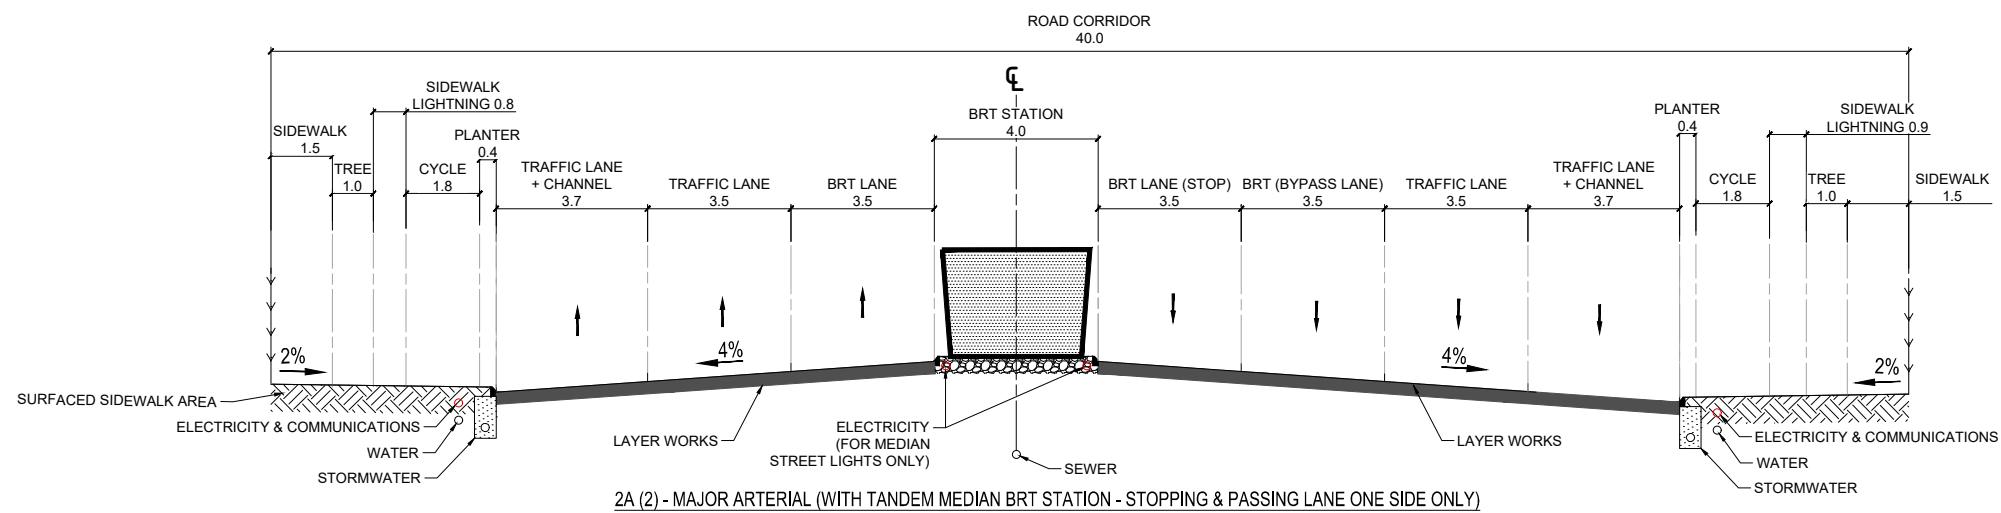 ROAD CORRIDOR
40.0
℄
SIDEWALK
LIGHTNING 0.8
SIDEWALK
1.5
TREE
1.0
CYCLE
1.8
PLANTER
0.4
TRAFFIC LANE
+ CHANNEL
3.7
TRAFFIC LANE
3.5
BRT LANE
3.5
BRT STATION
4.0
BRT LANE (STOP)
3.5
BRT (BYPASS LANE)
3.5
TRAFFIC LANE
3.5
TRAFFIC LANE
+ CHANNEL
3.7
PLANTER
0.4
CYCLE
1.8
SIDEWALK
LIGHTNING 0.9
TREE
1.0
SIDEWALK
1.5
2%
4%
4%
2%
SURFACED SIDEWALK AREA
ELECTRICITY & COMMUNICATIONS
WATER
STORMWATER
LAYER WORKS
ELECTRICITY
(FOR MEDIAN
STREET LIGHTS ONLY)
SEWER
LAYER WORKS
ELECTRICITY & COMMUNICATIONS
WATER
STORMWATER
2A (2) - MAJOR ARTERIAL (WITH TANDEM MEDIAN BRT STATION - STOPPING & PASSING LANE ONE SIDE ONLY)